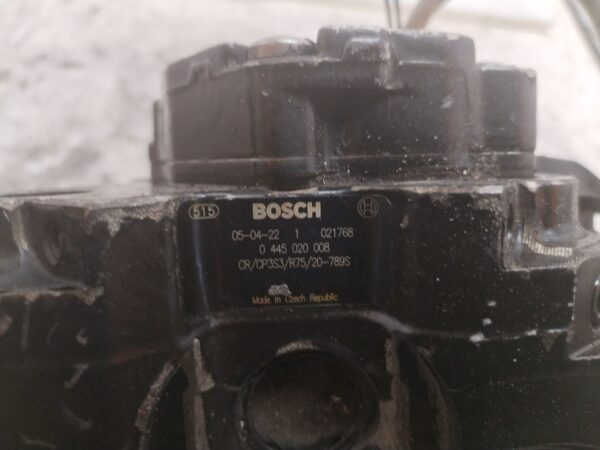 515 BOSCH
05-04-22 1 021768
0 445 020 008
CR/CP3S3/R75/20-789S
Made in Czech Republic